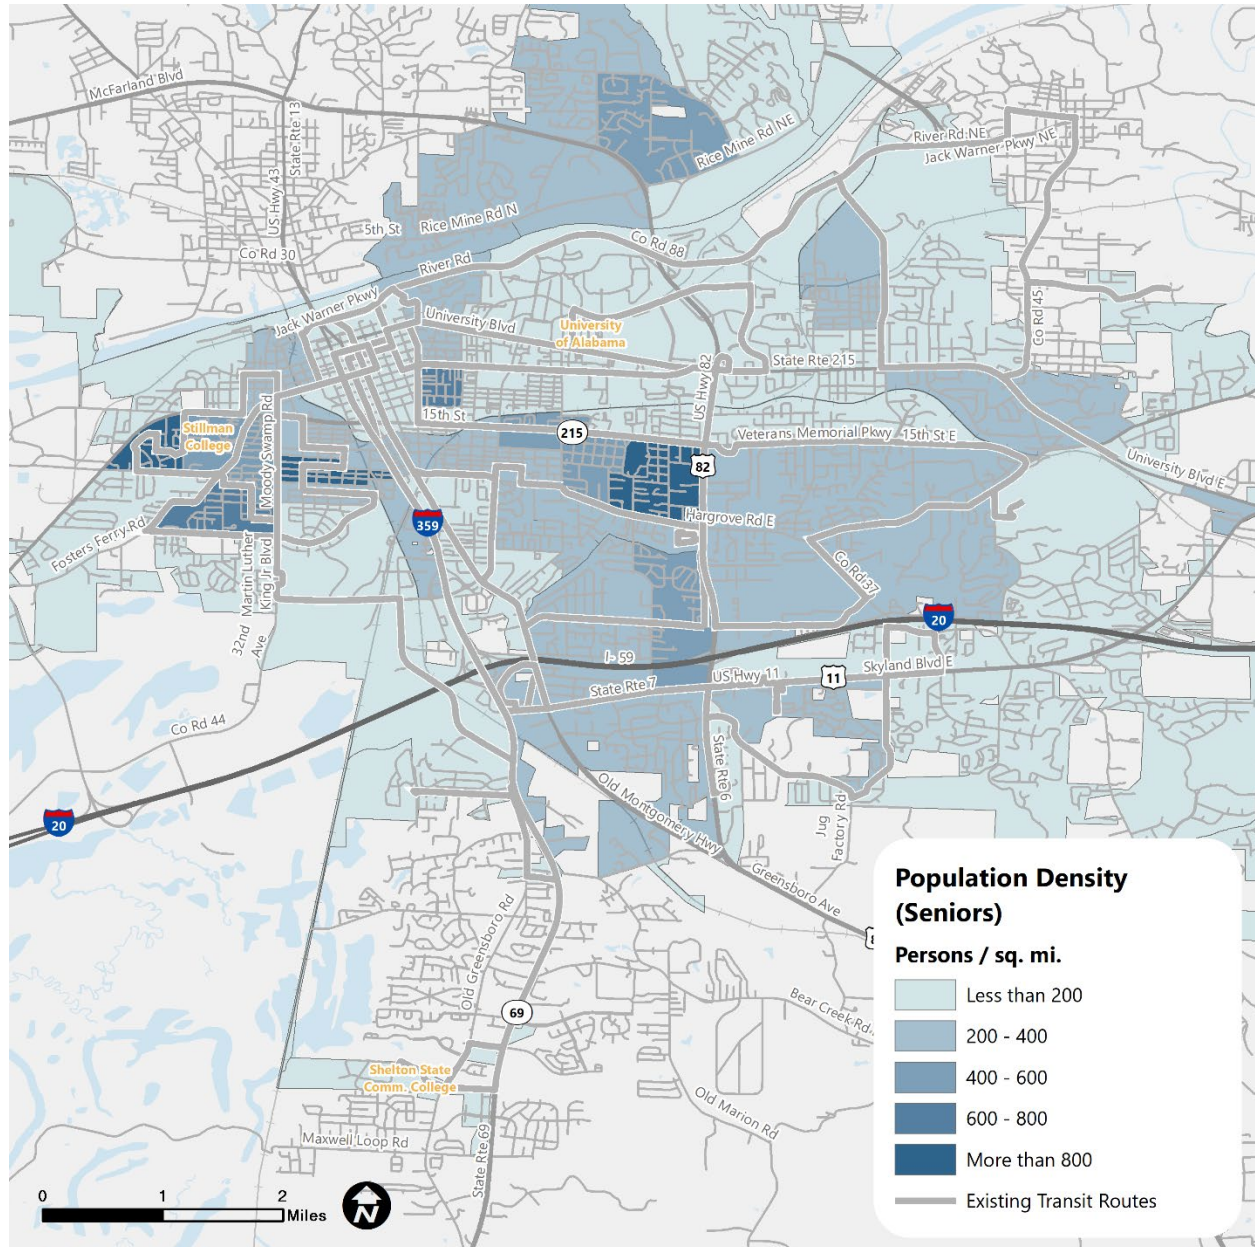 McFarland Blvd
State Rte 13
US Hwy 43
Rice Mine Rd NE
River Rd NE
Jack Warner Pkwy NE
5th St
Rice Mine Rd N
Co Rd 30
Co Rd 88
River Rd
Jack Warner Pkwy
University Blvd
University
of Alabama
US Hwy 82
State Rte 215
Co Rd 45
15th St
215
Veterans Memorial Pkwy
15th St E
82
University Blvd E
Stillman
College
MoodySwamp Rd
Fosters Ferry Rd
Martin Luther
King Jr Blvd
359
Hargrove Rd E
Co Rd 37
20
32nd
Ave
I- 59
Skyland Blvd E
State Rte 7
US Hwy 11
11
Co Rd 44
State Rte 6
20
Old Montgomery Hwy
Jug
Factory Rd
Greensboro Ave
8
Old Greensboro Rd
69
Bear Creek Rd
Shelton State
Comm. College
Old Marion Rd
Maxwell Loop Rd
State Rte 69
0 1 2
Miles
N
Population Density
(Seniors)
Persons / sq. mi.
Less than 200
200 - 400
400 - 600
600 - 800
More than 800
Existing Transit Routes